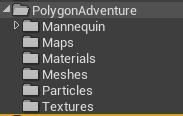 PolygonAdventure
Mannequin
Maps
Materials
Meshes
Particles
Textures